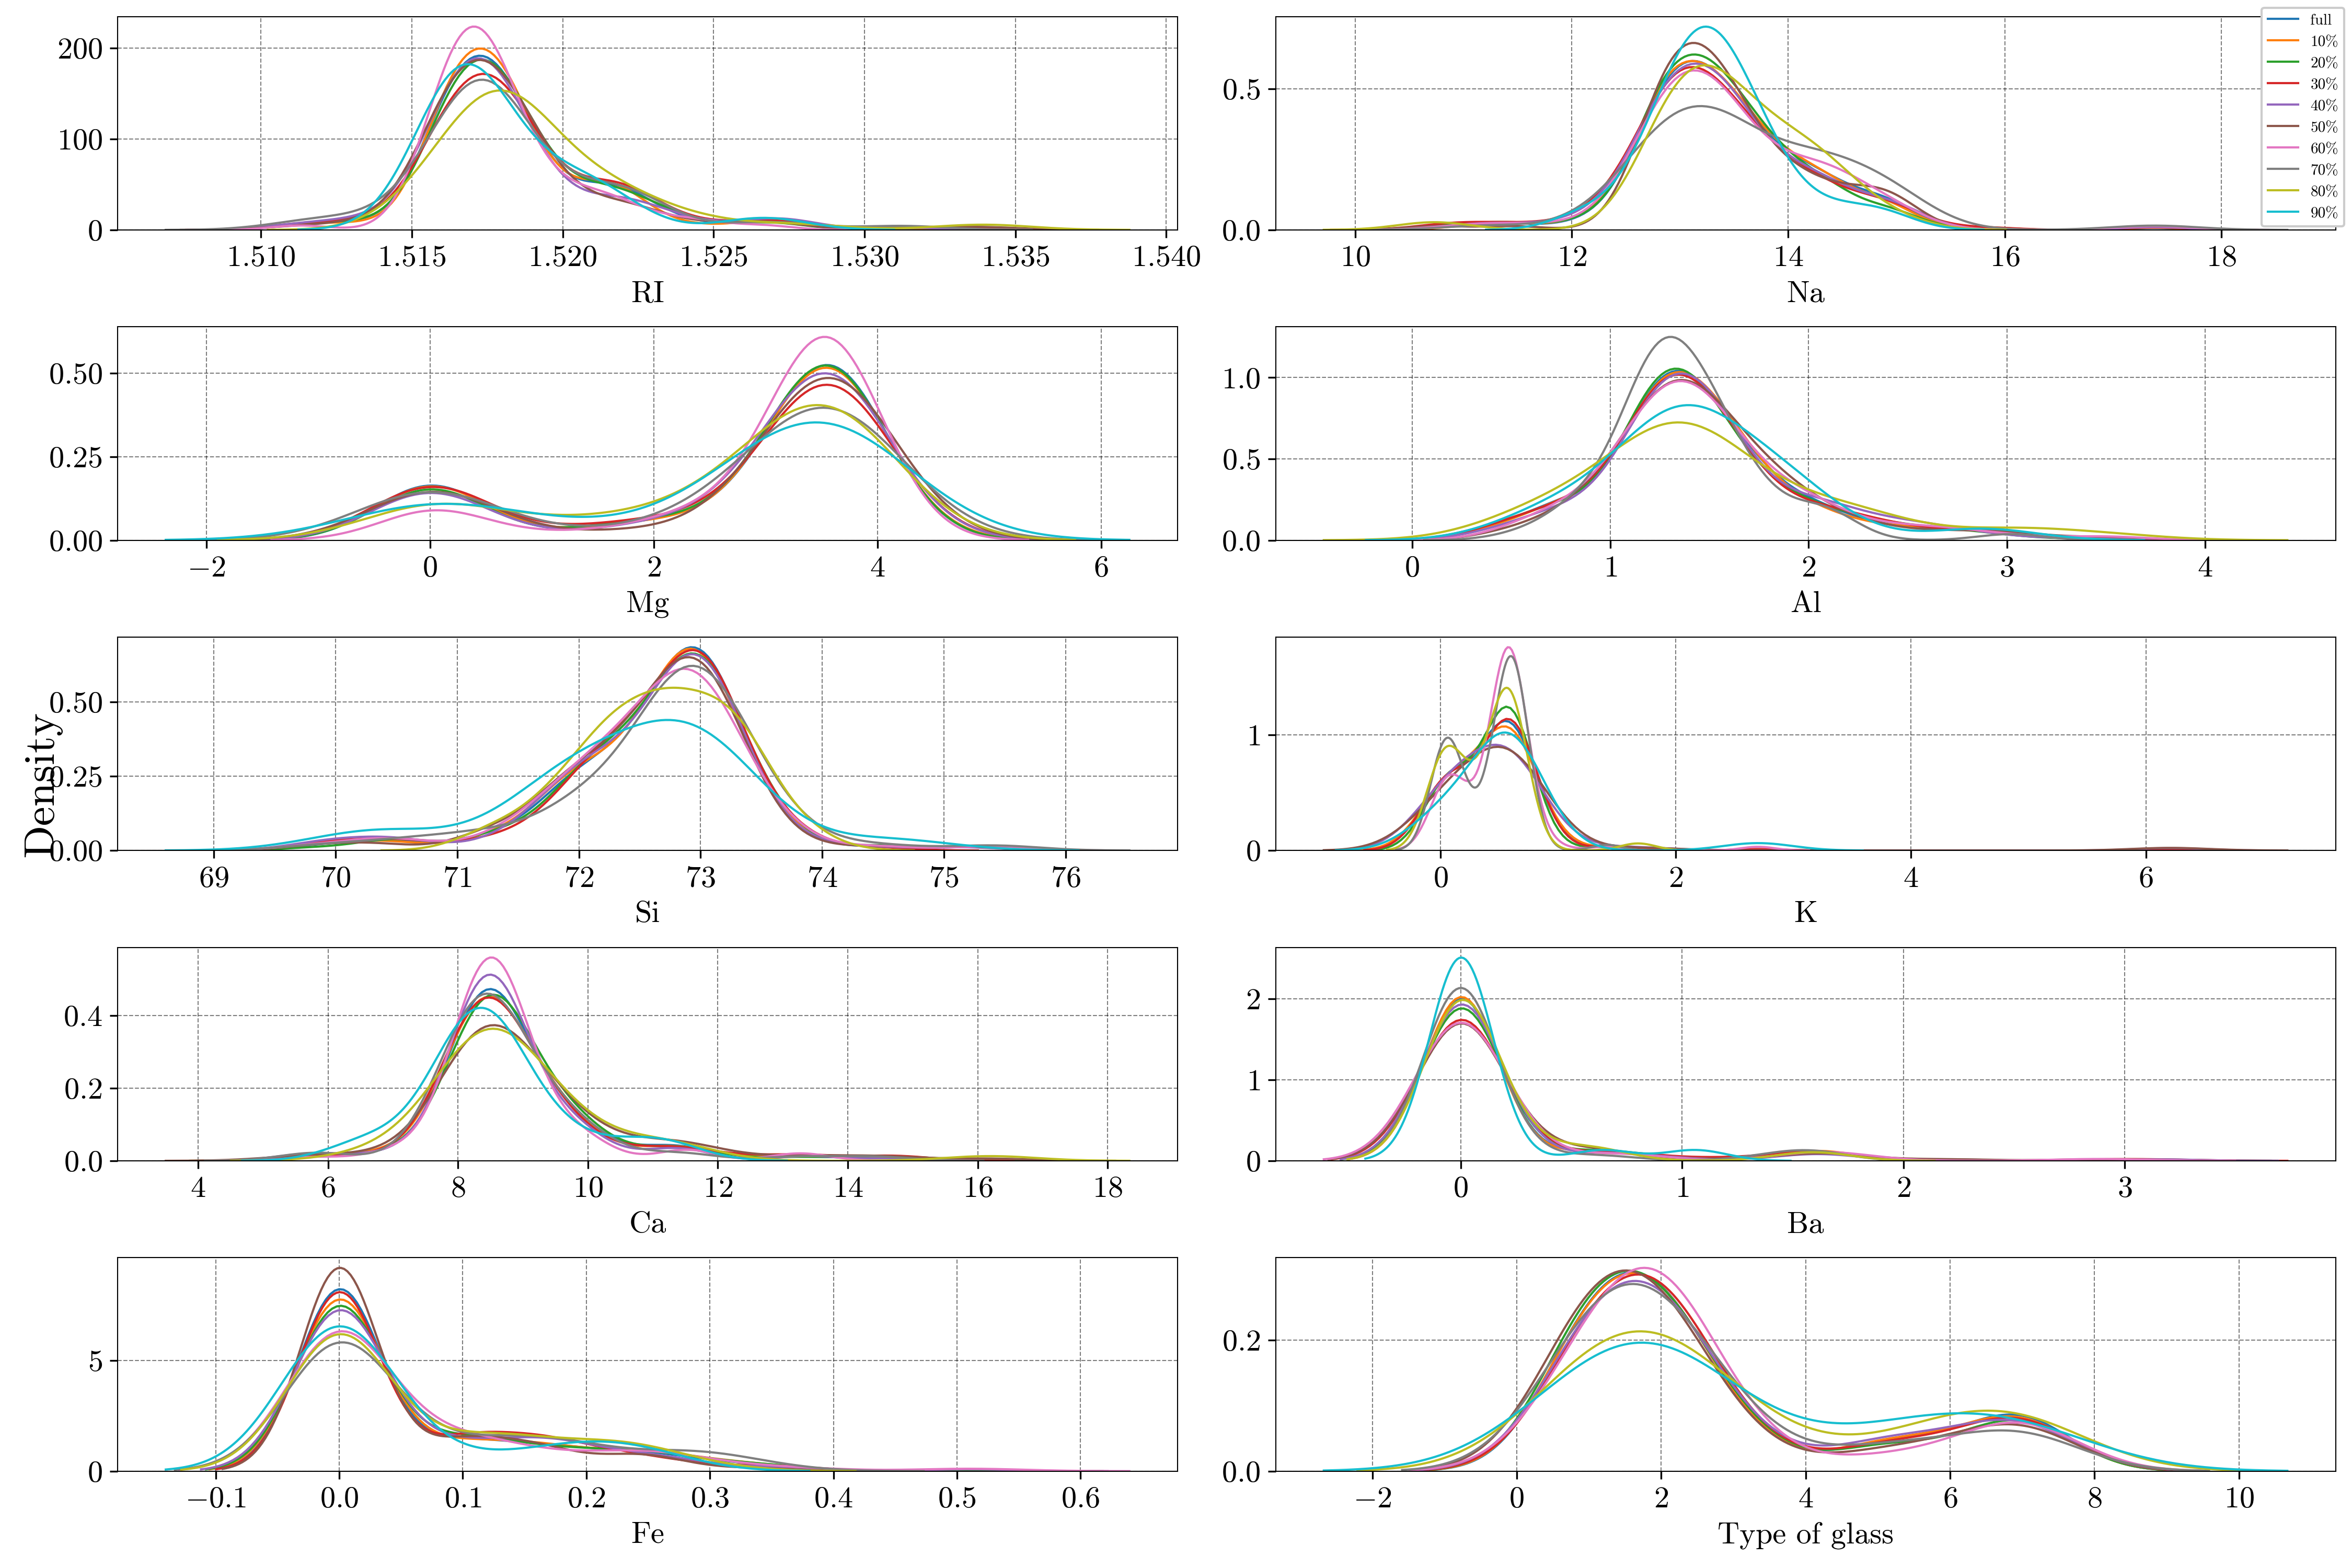 200
100
0
1.510 1.515 1.520 1.525 1.530 1.535 1.540
RI
0.5
0.0
10 12 14 16 18
Na
full
10%
20%
30%
40%
50%
60%
70%
80%
90%
0.50
0.25
0.00
−2 0 2 4 6
Mg
1.0
0.5
0.0
0 1 2 3 4
Al
Density
0.50
0.25
0.00
69 70 71 72 73 74 75 76
Si
1
0
0 2 4 6
K
0.4
0.2
0.0
4 6 8 10 12 14 16 18
Ca
2
1
0
0 1 2 3
Ba
5
0
−0.1 0.0 0.1 0.2 0.3 0.4 0.5 0.6
Fe
0.2
0.0
−2 0 2 4 6 8 10
Type of glass